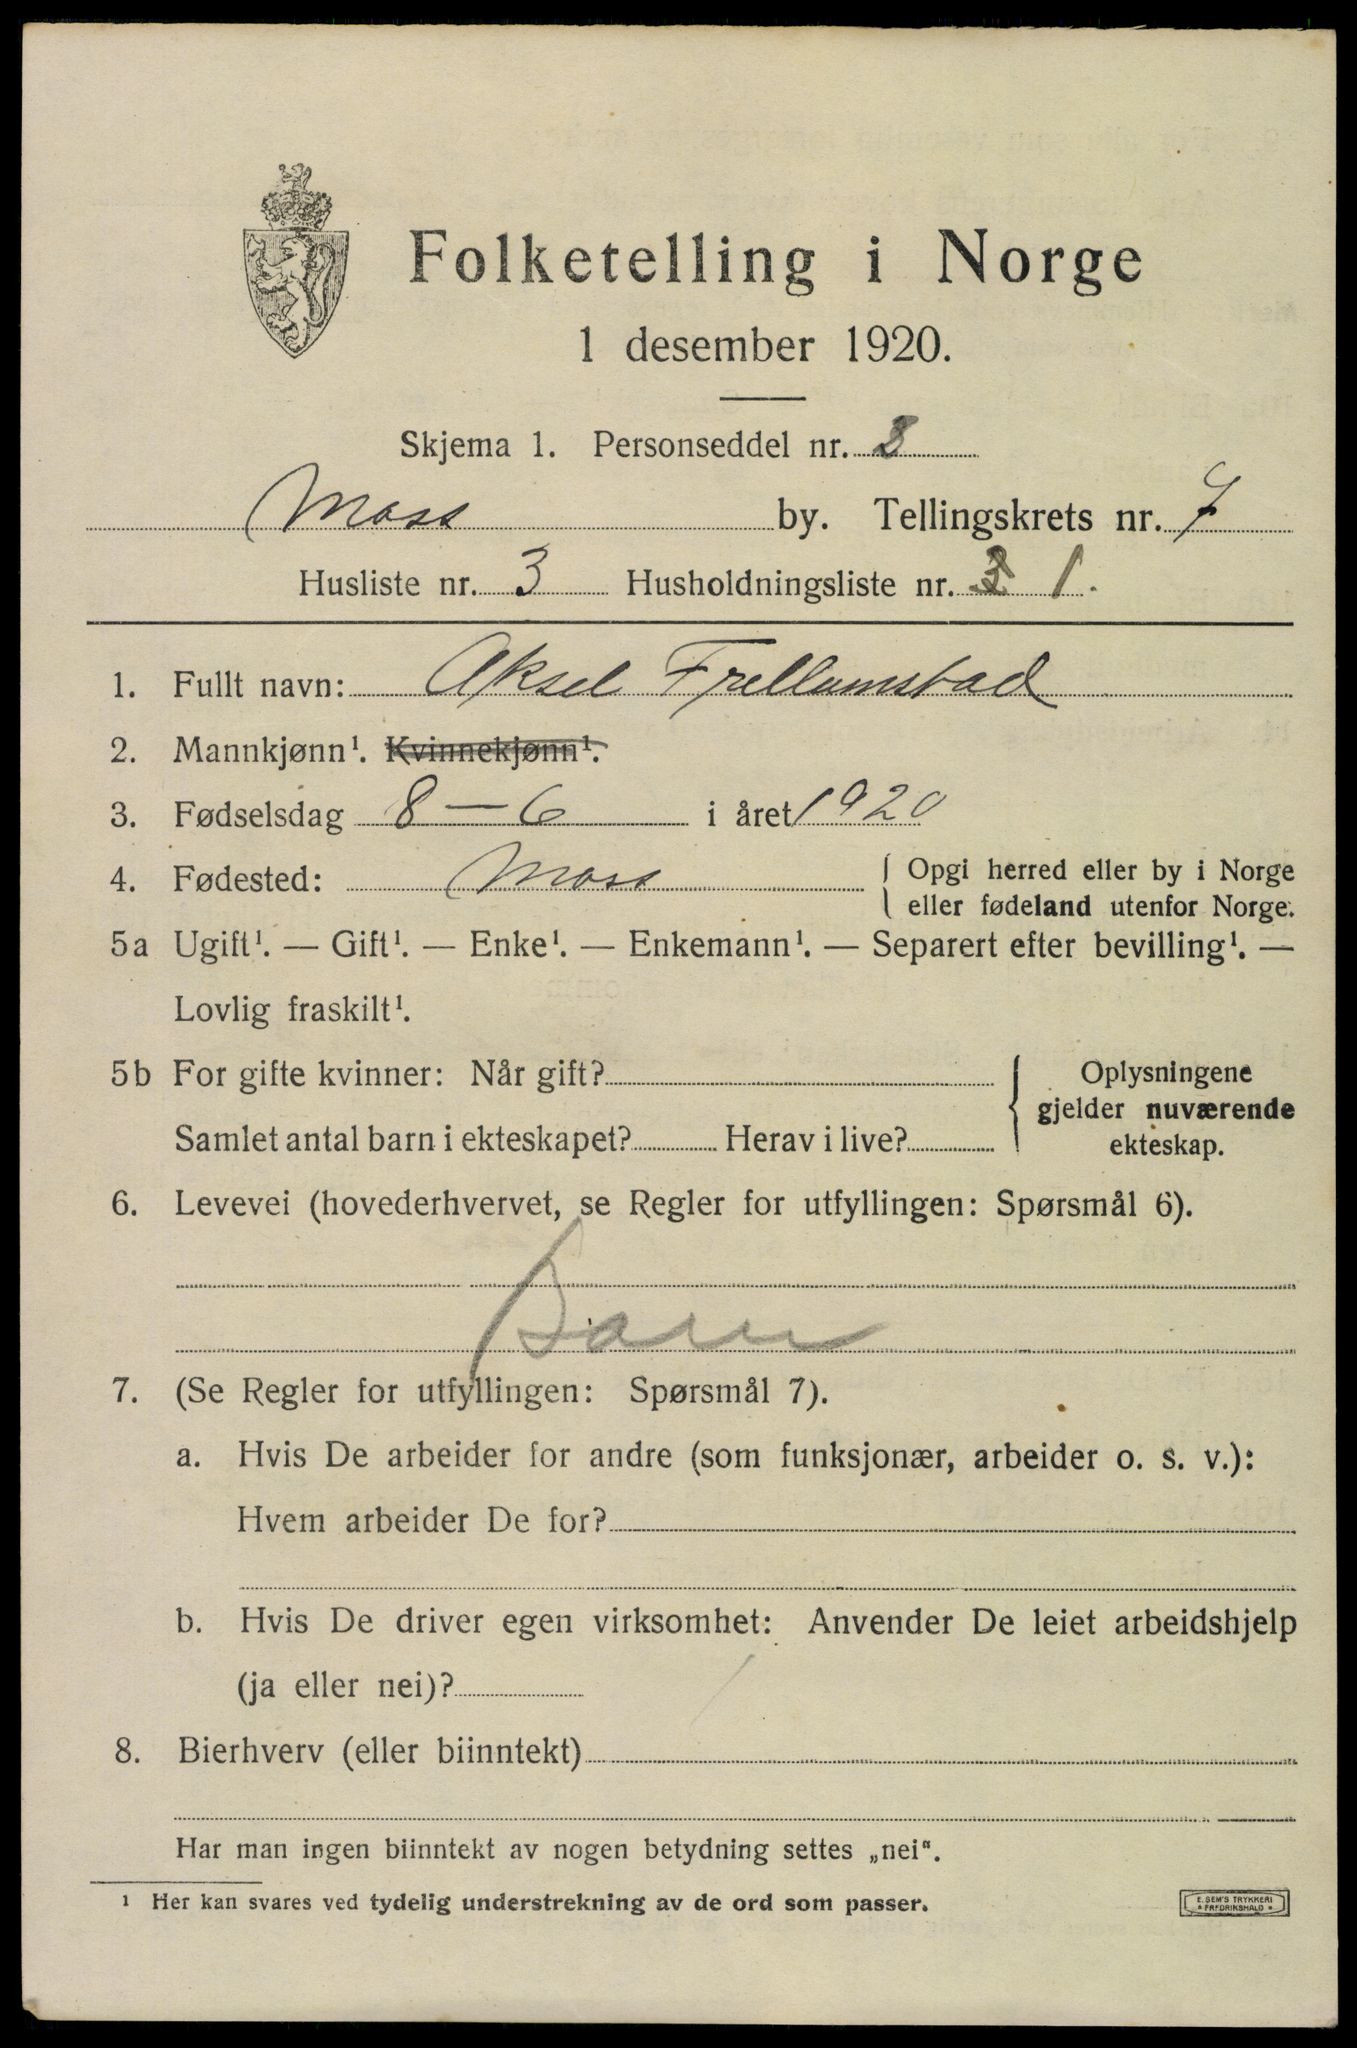 Folketelling i Norge
1 desember 1920.
Skjema 1. Personseddel nr. 8
Moss by. Tellingskrets nr. 7
Husliste nr. 3 Husholdningsliste nr. 1.
1. Fullt navn: Aksel Frellumstad
2. Mannkjønn¹. Kvinnekjønn¹.
3. Fødselsdag 8 — 6 i året 1920
4. Fødested: Moss { Opgi herred eller by i Norge
eller fødeland utenfor Norge.
5a Ugift¹. — Gift¹. — Enke¹. — Enkemann¹. — Separert efter bevilling¹. —
Lovlig fraskilt¹.
5b For gifte kvinner: Når gift?
Samlet antal barn i ekteskapet? Herav i live?
{ Oplysningene
gjelder nuværende
ekteskap.
6. Levevei (hovederhvervet, se Regler for utfyllingen: Spørsmål 6).
Barn
7. (Se Regler for utfyllingen: Spørsmål 7).
a. Hvis De arbeider for andre (som funksjonær, arbeider o. s. v.):
Hvem arbeider De for?
b. Hvis De driver egen virksomhet: Anvender De leiet arbeidshjelp
(ja eller nei)?
8. Bierhverv (eller biinntekt)
Har man ingen biinntekt av nogen betydning settes „nei".
¹ Her kan svares ved tydelig understrekning av de ord som passer.
E. SEM'S TRYKKERI
* FREDRIKSHALD *